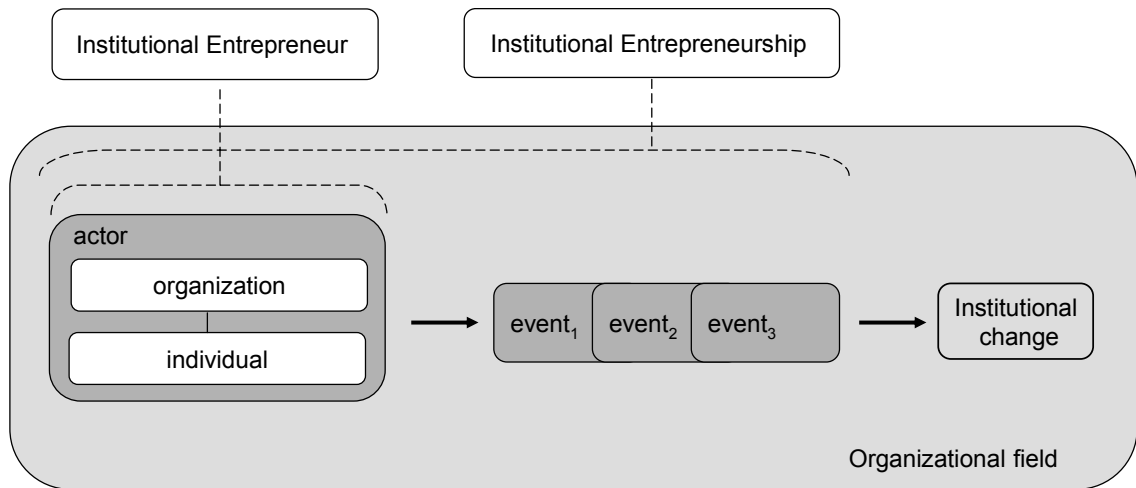 Institutional Entrepreneur
Institutional Entrepreneurship
actor
organization
individual
event₁
event₂
event₃
Institutional
change
Organizational field